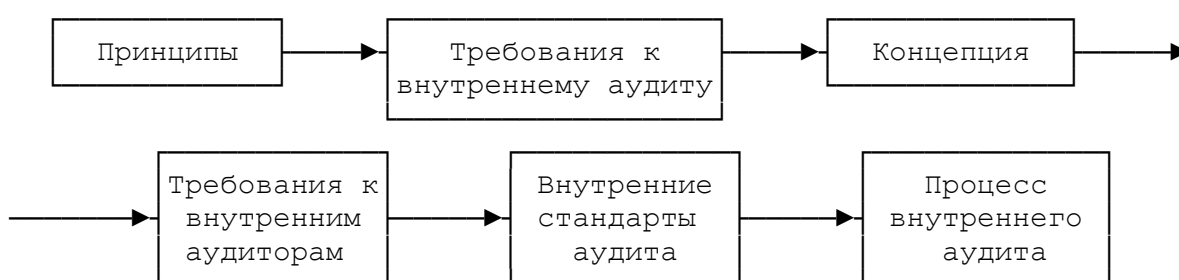 Принципы
Требования к
внутреннему аудиту
Концепция
Требования к
внутренним
аудиторам
Внутренние
стандарты
аудита
Процесс
внутреннего
аудита